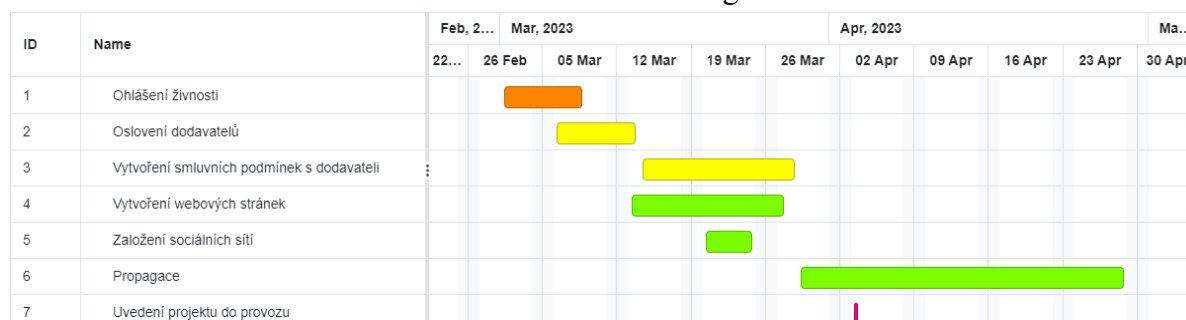 ID Name Feb, 2... Mar, 2023 Apr, 2023 Ma...
22... 26 Feb 05 Mar 12 Mar 19 Mar 26 Mar 02 Apr 09 Apr 16 Apr 23 Apr 30 Apr
1 Ohlášení živnosti
2 Oslovení dodavatelů
3 Vytvoření smluvních podmínek s dodavateli
4 Vytvoření webových stránek
5 Založení sociálních sítí
6 Propagace
7 Uvedení projektu do provozu